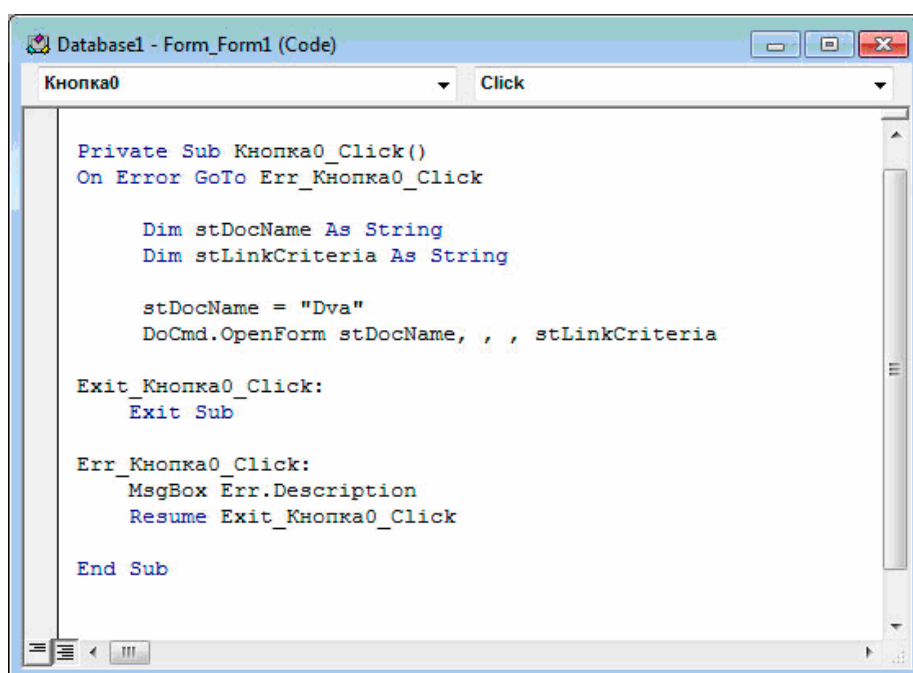 Database1 - Form_Form1 (Code)
Кнопка0 Click
Private Sub Кнопка0_Click()
On Error GoTo Err_Кнопка0_Click
Dim stDocName As String
Dim stLinkCriteria As String
stDocName = "Dva"
DoCmd.OpenForm stDocName, , , stLinkCriteria
Exit_Кнопка0_Click:
Exit Sub
Err_Кнопка0_Click:
MsgBox Err.Description
Resume Exit_Кнопка0_Click
End Sub